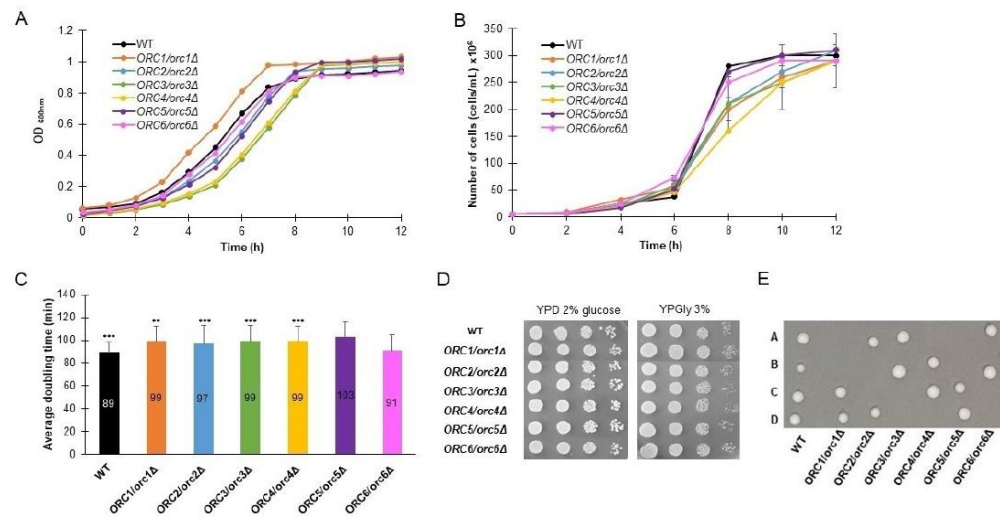 A
WT
ORC1/orc1Δ
ORC2/orc2Δ
ORC3/orc3Δ
ORC4/orc4Δ
ORC5/orc5Δ
ORC6/orc6Δ
OD 600nm
1.2
1
0.8
0.6
0.4
0.2
0
0 2 4 6 8 10 12
Time (h)
B
WT
ORC1/orc1Δ
ORC2/orc2Δ
ORC3/orc3Δ
ORC4/orc4Δ
ORC5/orc5Δ
ORC6/orc6Δ
Number of cells (cells/mL) x10⁶
350
300
250
200
150
100
50
0
0 2 4 6 8 10 12
Time (h)
C
Average doubling time (min)
140
120
100
80
60
40
20
0
*** ** *** *** ***
89 99 97 99 99 103 91
WT ORC1/orc1Δ ORC2/orc2Δ ORC3/orc3Δ ORC4/orc4Δ ORC5/orc5Δ ORC6/orc6Δ
D
YPD 2% glucose YPGly 3%
WT
ORC1/orc1Δ
ORC2/orc2Δ
ORC3/orc3Δ
ORC4/orc4Δ
ORC5/orc5Δ
ORC6/orc6Δ
E
A
B
C
D
WT ORC1/orc1Δ ORC2/orc2Δ ORC3/orc3Δ ORC4/orc4Δ ORC5/orc5Δ ORC6/orc6Δ